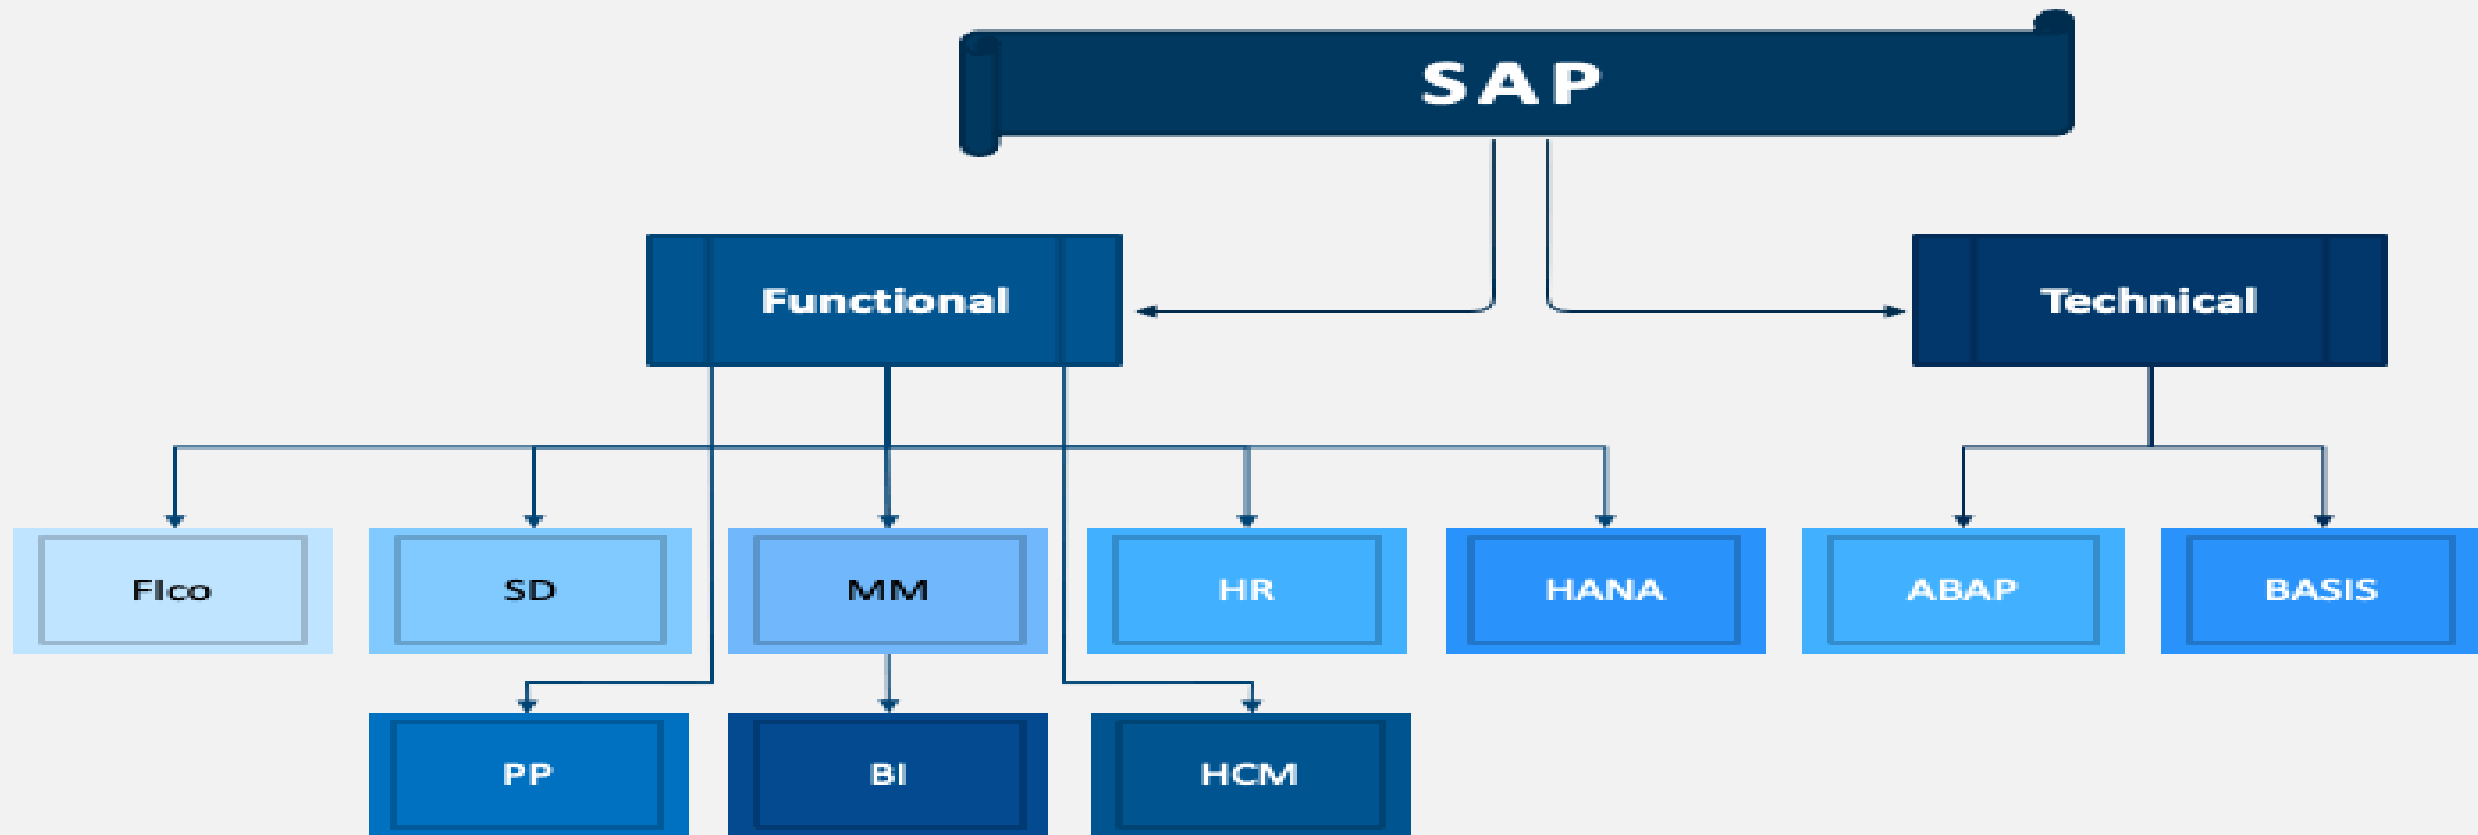 SAP
Functional
Technical
FIco
SD
MM
HR
HANA
ABAP
BASIS
PP
BI
HCM